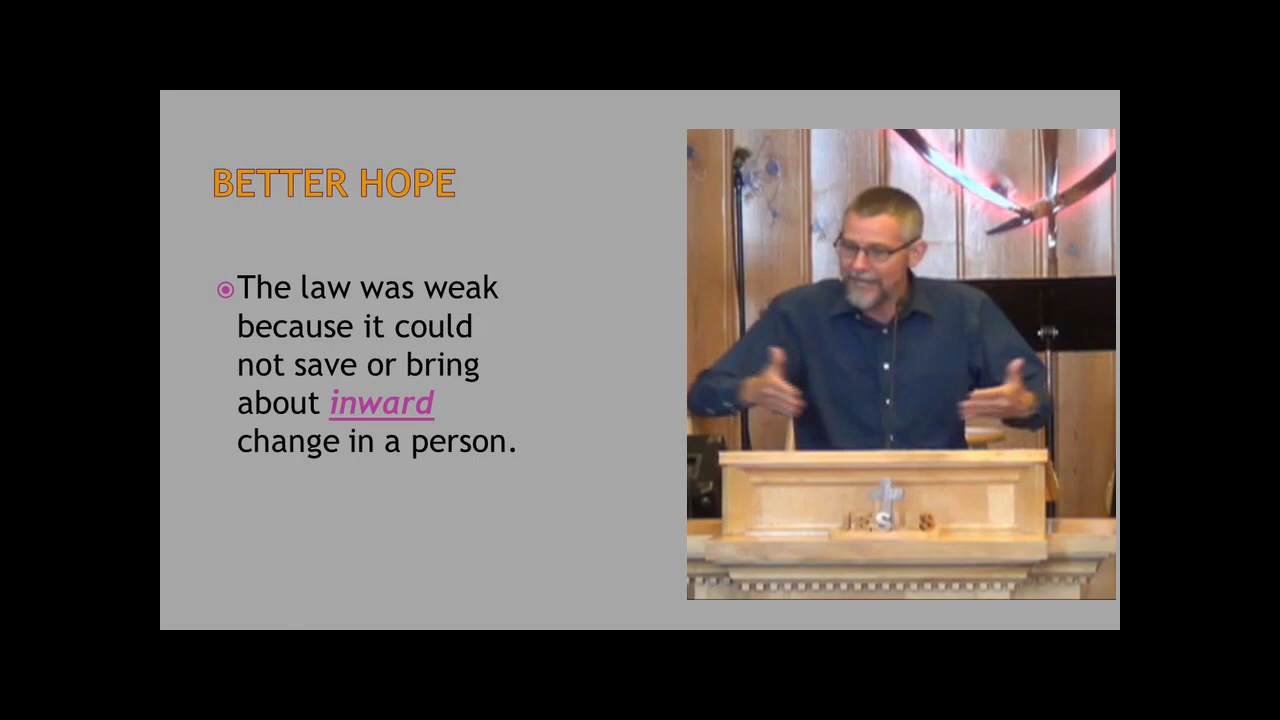 BETTER HOPE
The law was weak
because it could
not save or bring
about inward
change in a person.